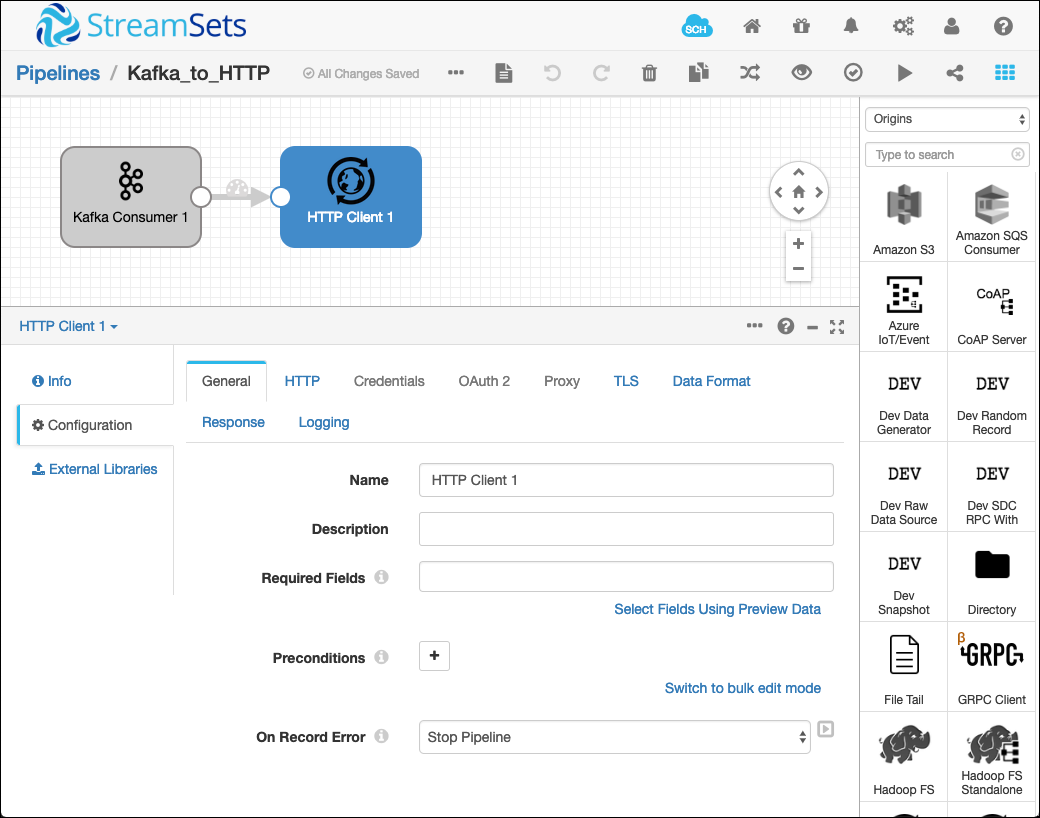 StreamSets
SCH
Pipelines / Kafka_to_HTTP
All Changes Saved
Kafka Consumer 1
HTTP Client 1
Origins
Type to search
Amazon S3
Amazon SQS
Consumer
Azure
IoT/Event
CoAP
CoAP Server
DEV
Dev Data
Generator
DEV
Dev Random
Record
DEV
Dev Raw
Data Source
DEV
Dev SDC
RPC With
DEV
Dev
Snapshot
Directory
File Tail
β
GRPC
GRPC Client
Hadoop FS
Hadoop FS
Standalone
HTTP Client 1
Info
Configuration
External Libraries
General
HTTP
Credentials
OAuth 2
Proxy
TLS
Data Format
Response
Logging
Name
HTTP Client 1
Description
Required Fields
Select Fields Using Preview Data
Preconditions
+
Switch to bulk edit mode
On Record Error
Stop Pipeline